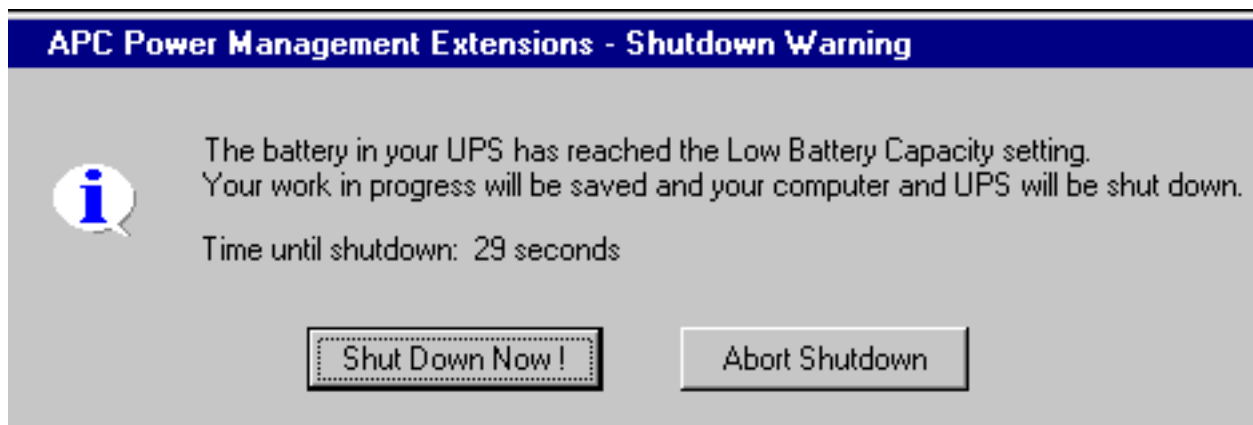 APC Power Management Extensions - Shutdown Warning
The battery in your UPS has reached the Low Battery Capacity setting.
Your work in progress will be saved and your computer and UPS will be shut down.
Time until shutdown: 29 seconds
Shut Down Now !
Abort Shutdown